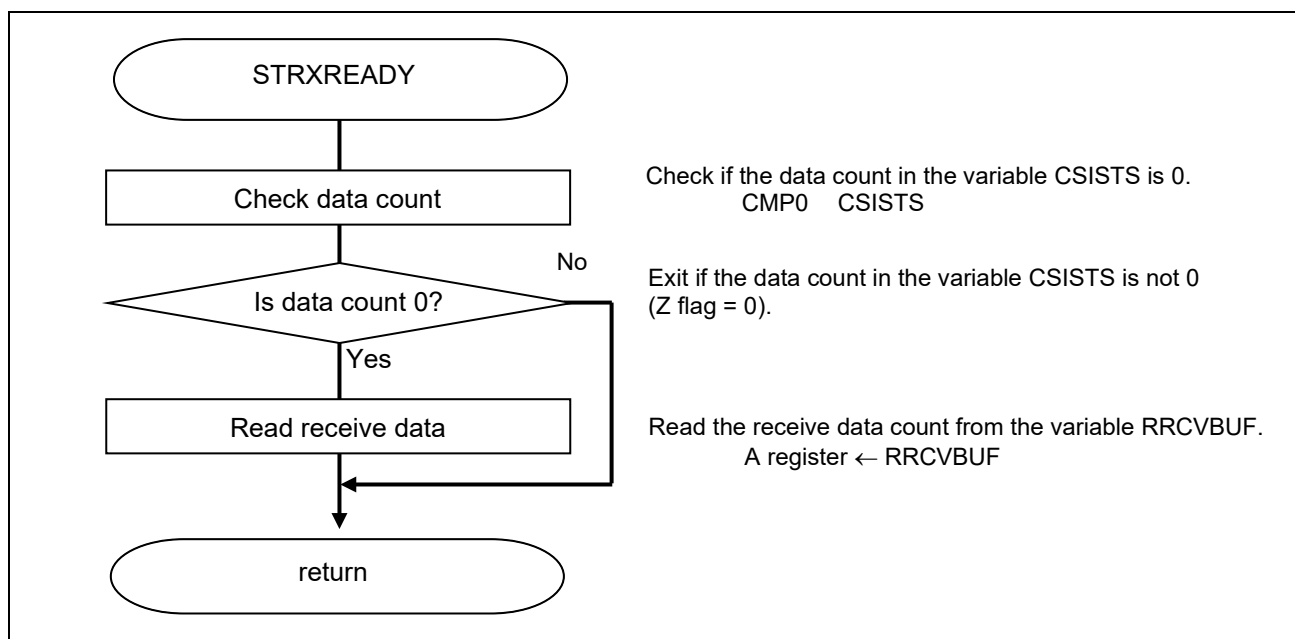 STRXREADY
Check data count
Check if the data count in the variable CSISTS is 0.
CMP0 CSISTS
No
Is data count 0?
Exit if the data count in the variable CSISTS is not 0
(Z flag = 0).
Yes
Read receive data
Read the receive data count from the variable RRCVBUF.
A register ← RRCVBUF
return